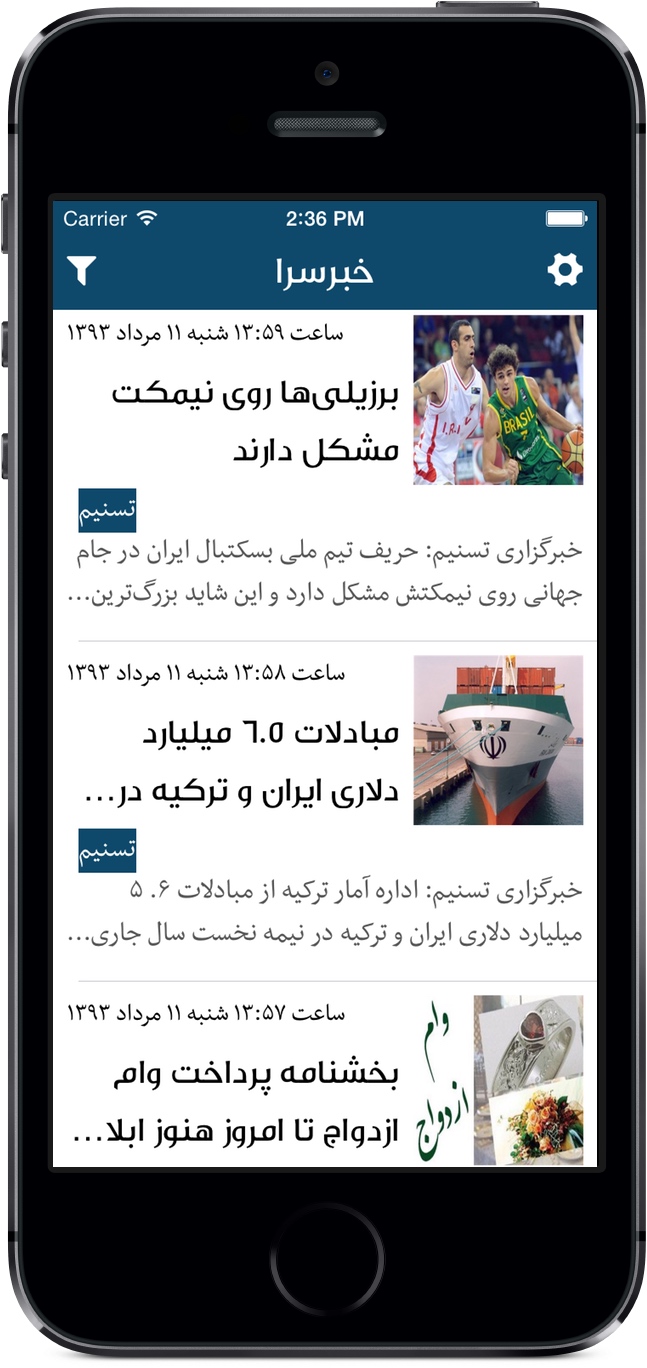 Carrier 2:36 PM
خبرسرا
ساعت ۱۳:۵۹ شنبه ۱۱ مرداد ۱۳۹۳
برزیلی‌ها روی نیمکت
مشکل دارند
I.R.I
BRASIL
7
تسنیم
خبرگزاری تسنیم: حریف تیم ملی بسکتبال ایران در جام
جهانی روی نیمکتش مشکل دارد و این شاید بزرگ‌ترین...
ساعت ۱۳:۵۸ شنبه ۱۱ مرداد ۱۳۹۳
مبادلات ٦.٥ میلیارد
دلاری ایران و ترکیه در...
تسنیم
خبرگزاری تسنیم: اداره آمار ترکیه از مبادلات ۶. ۵
میلیارد دلاری ایران و ترکیه در نیمه نخست سال جاری...
ساعت ۱۳:۵۷ شنبه ۱۱ مرداد ۱۳۹۳
بخشنامه پرداخت وام
ازدواج تا امروز هنوز ابلا...
وام
ازدواج